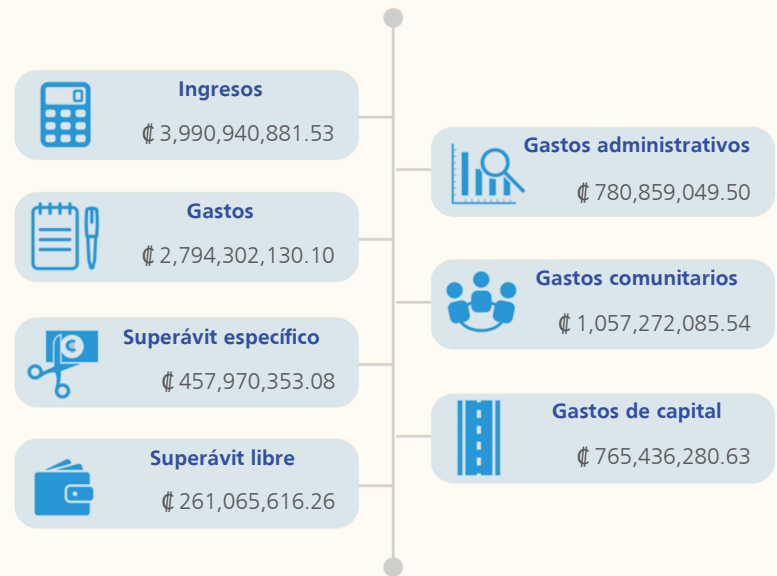 Ingresos
₡ 3,990,940,881.53
Gastos
₡ 2,794,302,130.10
Superávit específico
₡ 457,970,353.08
Superávit libre
₡ 261,065,616.26
Gastos administrativos
₡ 780,859,049.50
Gastos comunitarios
₡ 1,057,272,085.54
Gastos de capital
₡ 765,436,280.63